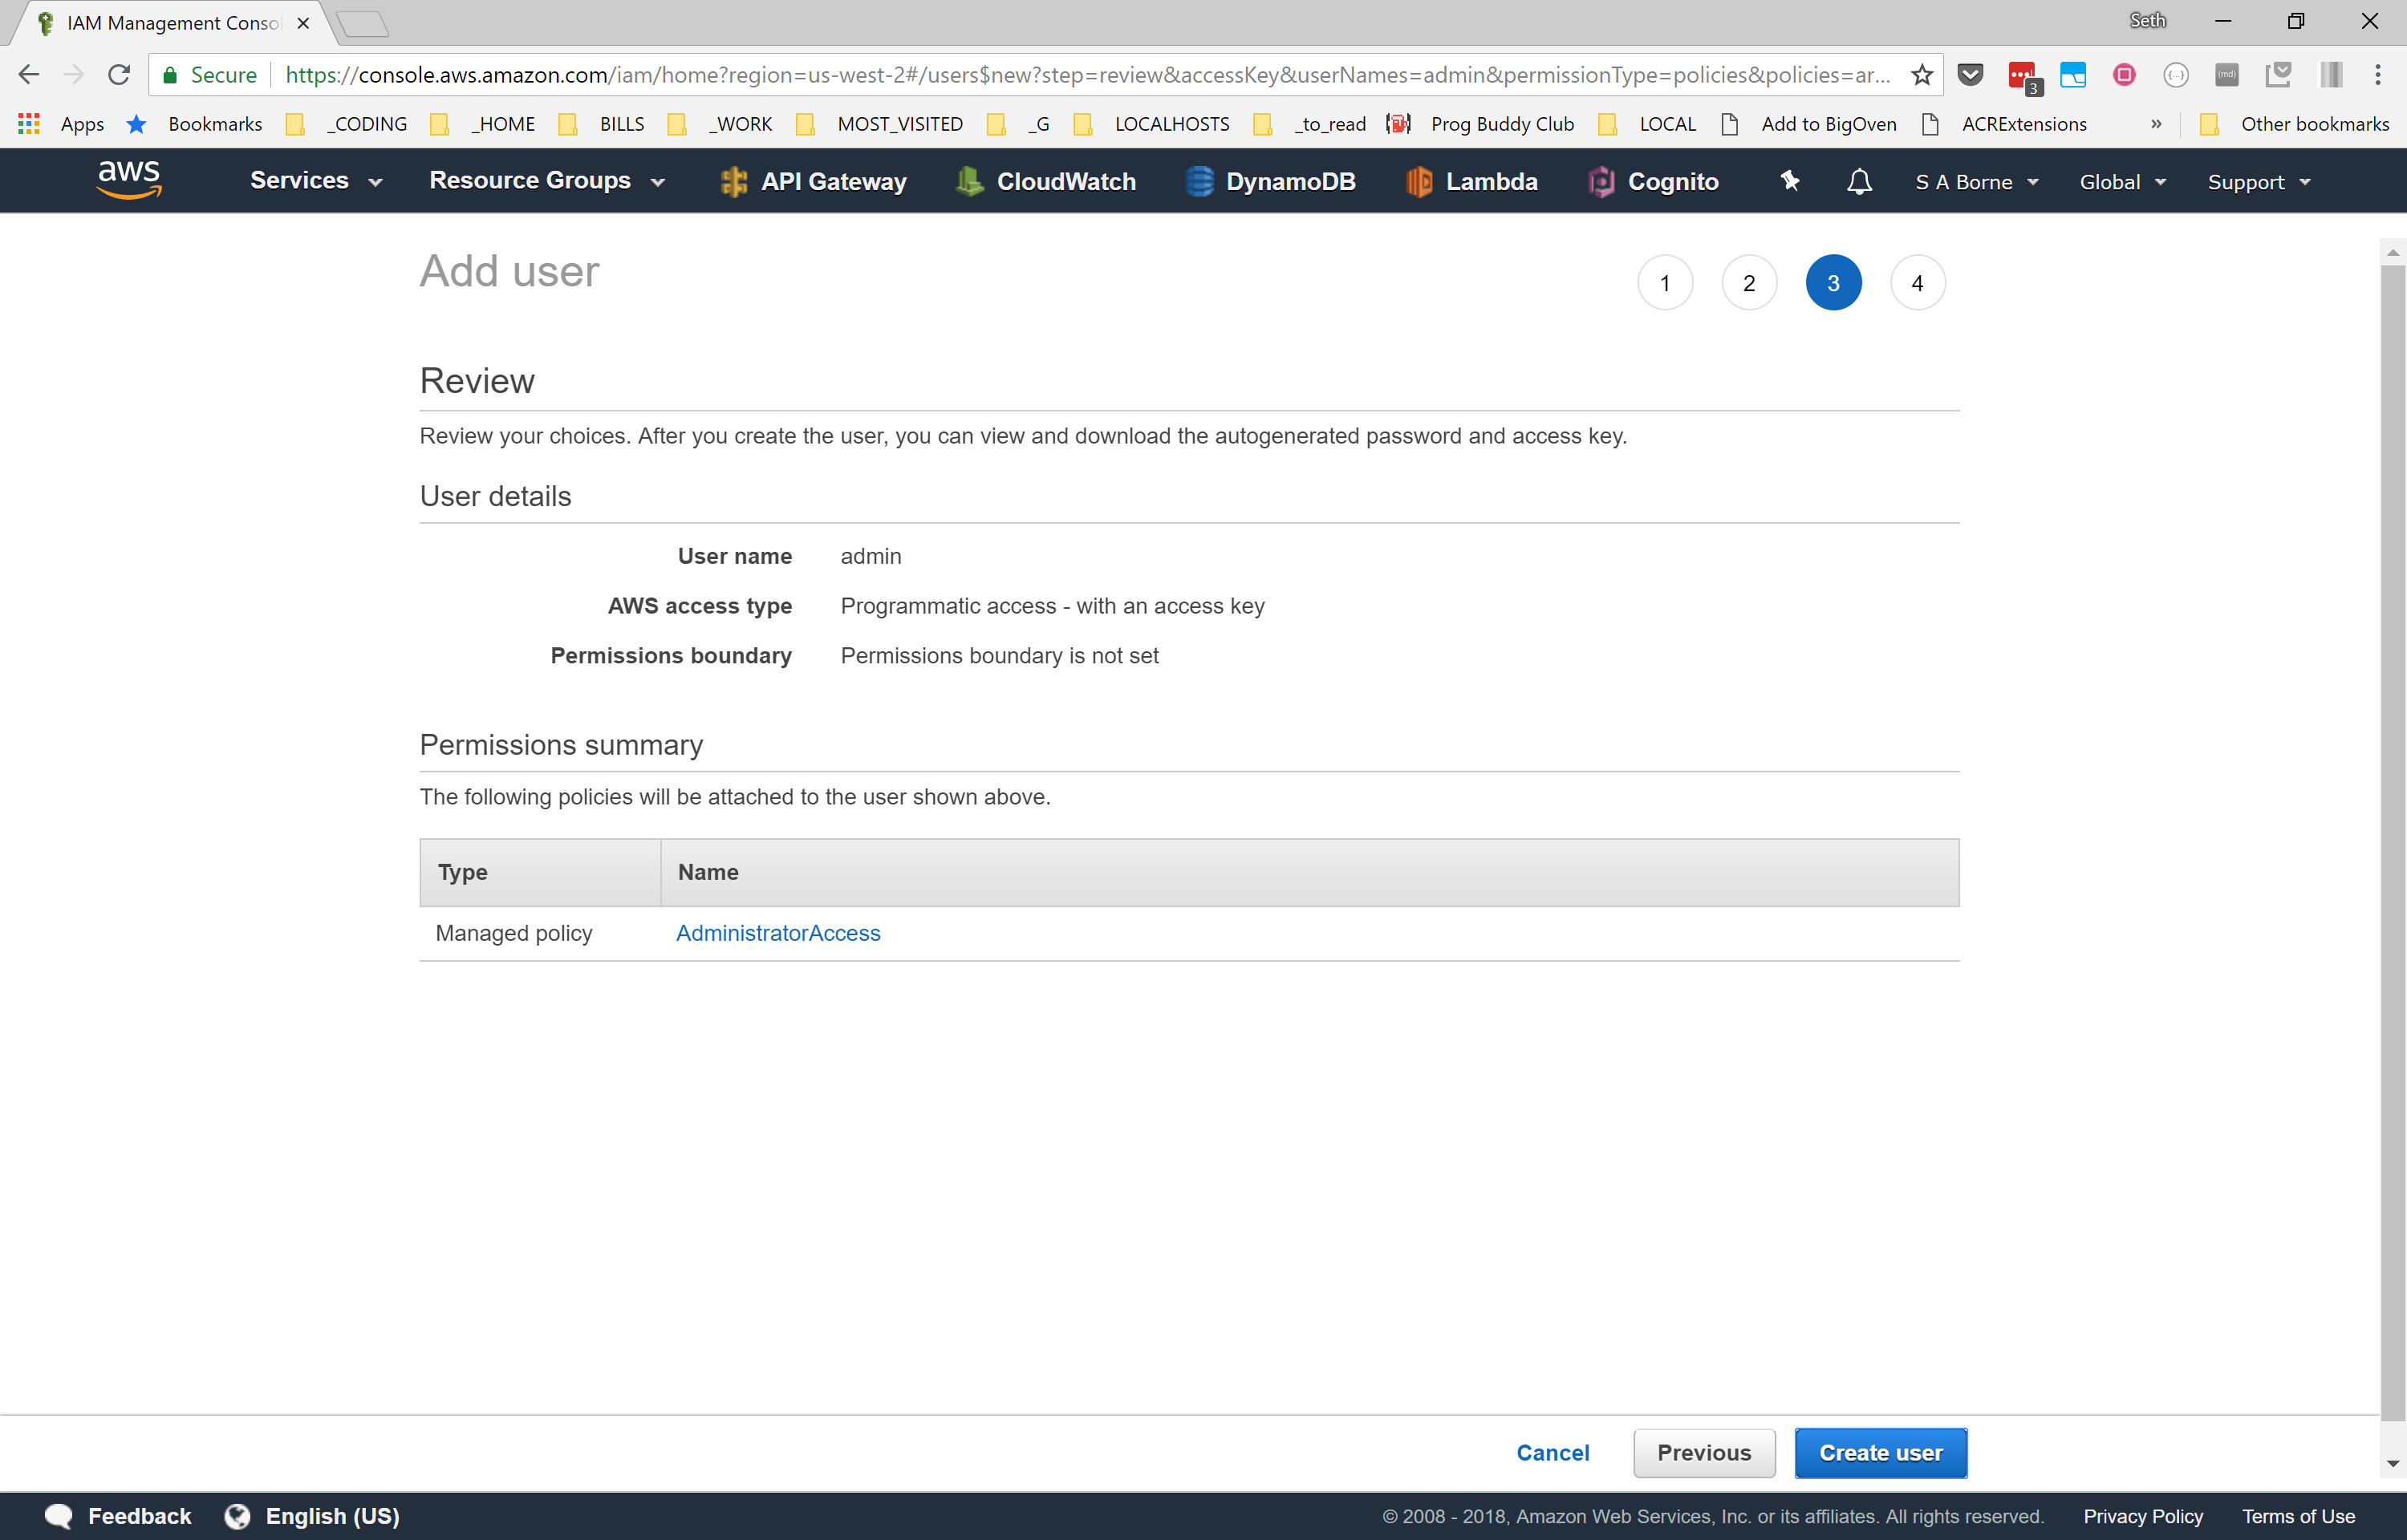 IAM Management Conso
Seth
Secure https://console.aws.amazon.com/iam/home?region=us-west-2#/users$new?step=review&accessKey&userNames=admin&permissionType=policies&policies=ar...
3
Apps Bookmarks _CODING _HOME BILLS _WORK MOST_VISITED _G LOCALHOSTS _to_read Prog Buddy Club LOCAL Add to BigOven ACRExtensions » Other bookmarks
aws Services Resource Groups API Gateway CloudWatch DynamoDB Lambda Cognito S A Borne Global Support
Add user
1 2 3 4
Review
Review your choices. After you create the user, you can view and download the autogenerated password and access key.
User details
User name admin
AWS access type Programmatic access - with an access key
Permissions boundary Permissions boundary is not set
Permissions summary
The following policies will be attached to the user shown above.
Type Name
Managed policy AdministratorAccess
Cancel Previous Create user
Feedback English (US) © 2008 - 2018, Amazon Web Services, Inc. or its affiliates. All rights reserved. Privacy Policy Terms of Use